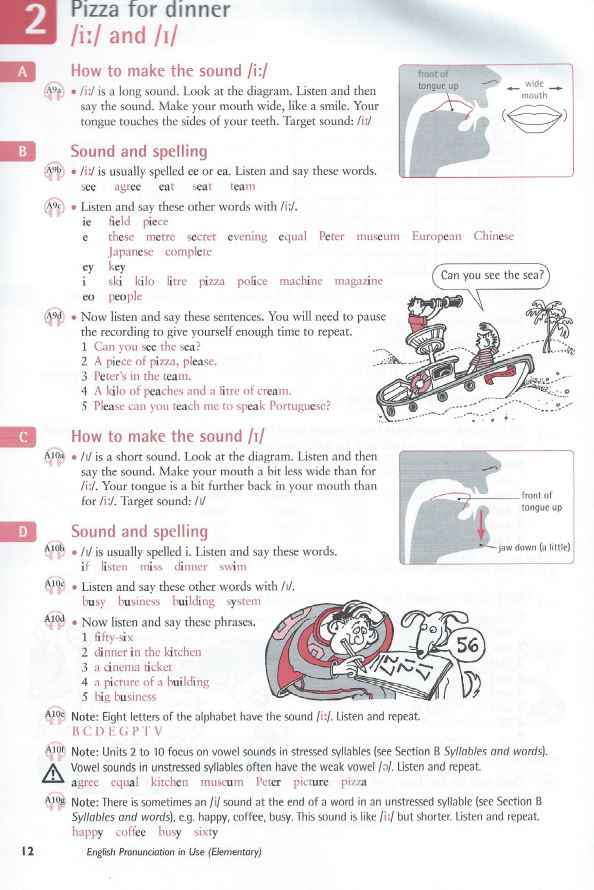 2
Pizza for dinner
/iː/ and /ɪ/
A
How to make the sound /iː/
A9a • /iː/ is a long sound. Look at the diagram. Listen and then
say the sound. Make your mouth wide, like a smile. Your
tongue touches the sides of your teeth. Target sound: /iː/
front of
tongue up
wide
mouth
B
Sound and spelling
A9b • /iː/ is usually spelled ee or ea. Listen and say these words.
see agree eat seat team
A9c • Listen and say these other words with /iː/.
ie field piece
e these metre secret evening equal Peter museum European Chinese
Japanese complete
ey key
i ski kilo litre pizza police machine magazine
eo people
Can you see the sea?
A9d • Now listen and say these sentences. You will need to pause
the recording to give yourself enough time to repeat.
1 Can you see the sea?
2 A piece of pizza, please.
3 Peter's in the team.
4 A kilo of peaches and a litre of cream.
5 Please can you teach me to speak Portuguese?
C
How to make the sound /ɪ/
A10a • /ɪ/ is a short sound. Look at the diagram. Listen and then
say the sound. Make your mouth a bit less wide than for
/iː/. Your tongue is a bit further back in your mouth than
for /iː/. Target sound: /ɪ/
front of
tongue up
jaw down (a little)
D
Sound and spelling
A10b • /ɪ/ is usually spelled i. Listen and say these words.
if listen miss dinner swim
A10c • Listen and say these other words with /ɪ/.
busy business building system
A10d • Now listen and say these phrases.
1 fifty-six
2 dinner in the kitchen
3 a cinema ticket
4 a picture of a building
5 big business
56
A10e Note: Eight letters of the alphabet have the sound /iː/. Listen and repeat.
B C D E G P T V
A10f Note: Units 2 to 10 focus on vowel sounds in stressed syllables (see Section B Syllables and words).
Vowel sounds in unstressed syllables often have the weak vowel /ə/. Listen and repeat.
agree equal kitchen museum Peter picture pizza
A10g Note: There is sometimes an /i/ sound at the end of a word in an unstressed syllable (see Section B
Syllables and words), e.g. happy, coffee, busy. This sound is like /iː/ but shorter. Listen and repeat.
happy coffee busy sixty
12 English Pronunciation in Use (Elementary)